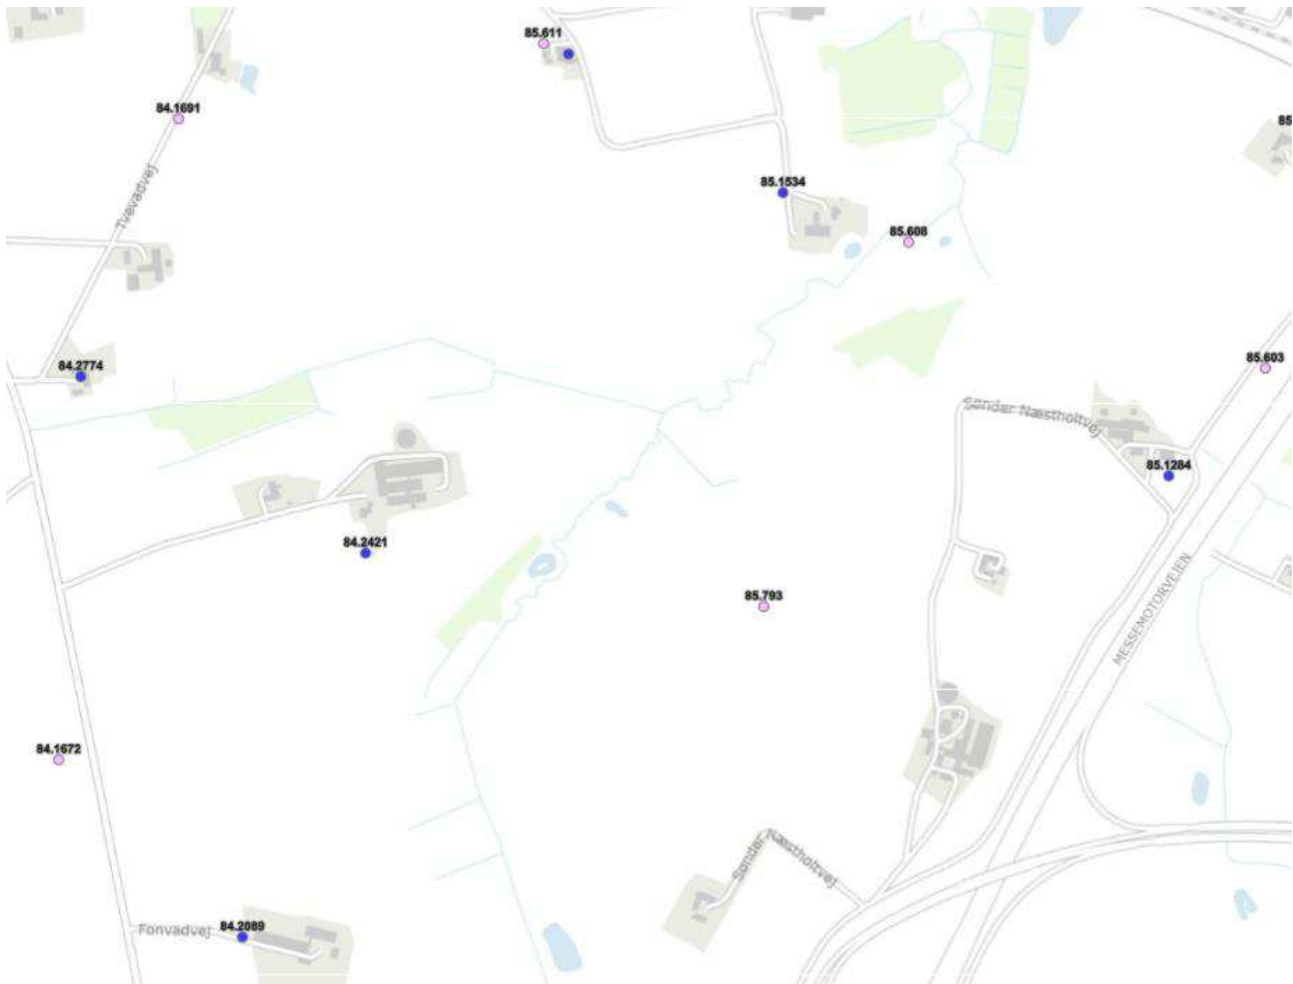 85.611
84.1691
85
85.1534
Tvevadvej
85.608
84.2774
85.603
Sønder Næstholtvej
85.1284
84.2421
85.793
MESSEMOTORVEJEN
84.1672
Sønder Næstholtvej
84.2089
Fonvadvej